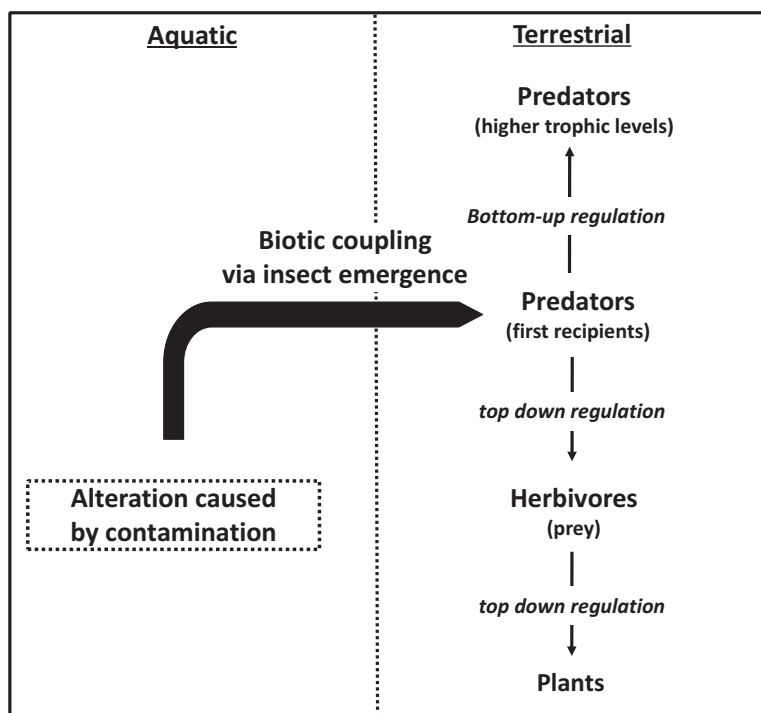 Aquatic
Terrestrial
Predators
(higher trophic levels)
Bottom-up regulation
Biotic coupling
via insect emergence
Predators
(first recipients)
top down regulation
Alteration caused
by contamination
Herbivores
(prey)
top down regulation
Plants